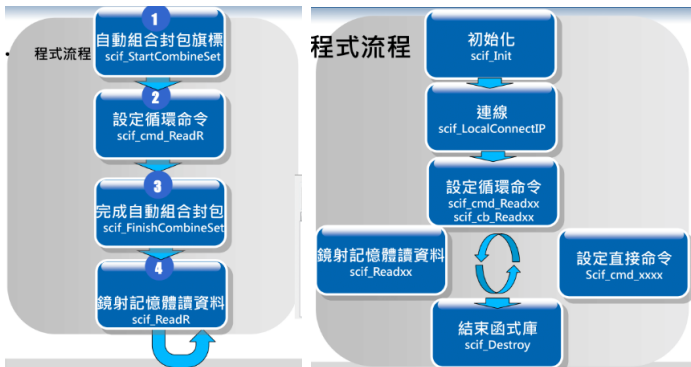 • 程式流程
1
自動組合封包旗標
scif_StartCombineSet
2
設定循環命令
scif_cmd_ReadR
3
完成自動組合封包
scif_FinishCombineSet
4
鏡射記憶體讀資料
scif_ReadR
程式流程
初始化
scif_Init
連線
scif_LocalConnectIP
設定循環命令
scif_cmd_Readxx
scif_cb_Readxx
鏡射記憶體讀資料
scif_Readxx
設定直接命令
Scif_cmd_xxxx
結束函式庫
scif_Destroy